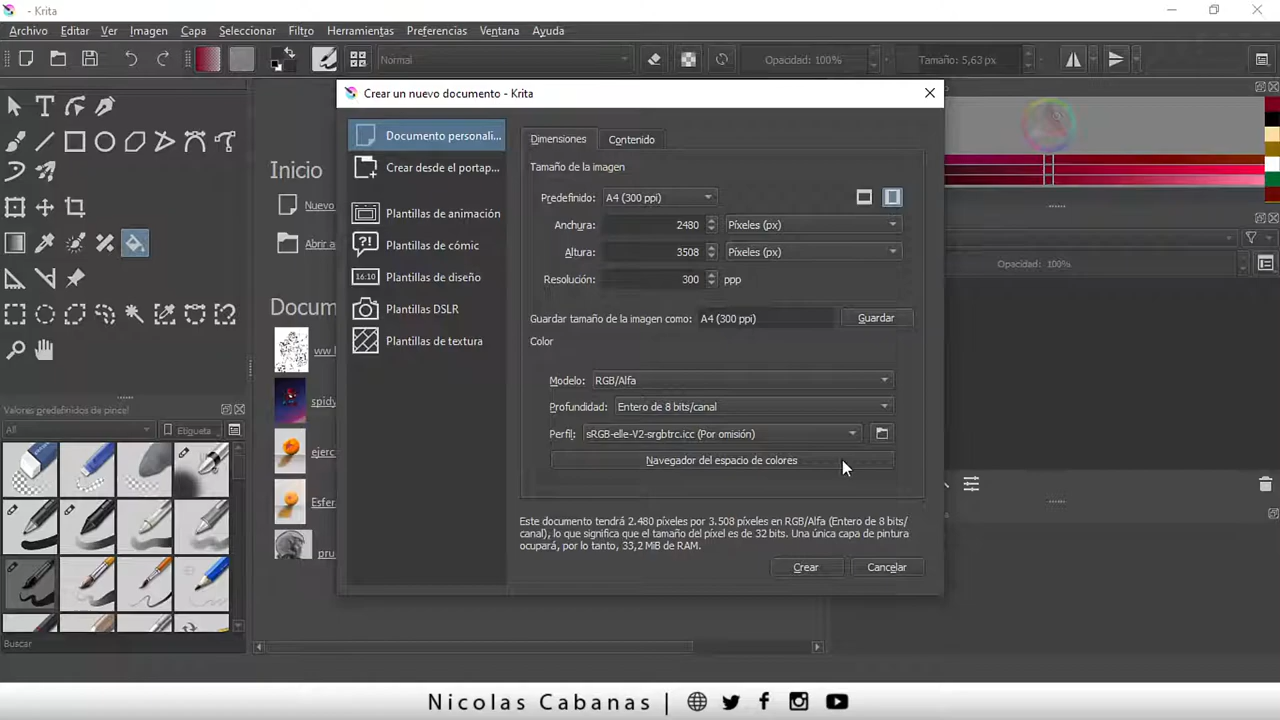 - Krita
Archivo Editar Ver Imagen Capa Seleccionar Filtro Herramientas Preferencias Ventana Ayuda
Normal Opacidad: 100% Tamaño: 5,63 px
Crear un nuevo documento - Krita
Documento personali...
Crear desde el portap...
Plantillas de animación
Plantillas de cómic
16:10 Plantillas de diseño
Plantillas DSLR
Plantillas de textura
Dimensiones Contenido
Tamaño de la imagen
Predefinido: A4 (300 ppi)
Anchura: 2480 Píxeles (px)
Altura: 3508 Píxeles (px)
Resolución: 300 ppp
Guardar tamaño de la imagen como: A4 (300 ppi) Guardar
Color
Modelo: RGB/Alfa
Profundidad: Entero de 8 bits/canal
Perfil: sRGB-elle-V2-srgbtrc.icc (Por omisión)
Navegador del espacio de colores
Este documento tendrá 2.480 píxeles por 3.508 píxeles en RGB/Alfa (Entero de 8 bits/
canal), lo que significa que el tamaño del píxel es de 32 bits. Una única capa de pintura
ocupará, por lo tanto, 33,2 MiB de RAM.
Crear Cancelar
Inicio
Nuevo
Abrir a
Docum
ww l
spidy
ejerc
Esfer
pru
Opacidad: 100%
Valores predefinidos de pincel
All Etiqueta
Buscar
Nicolas Cabanas |